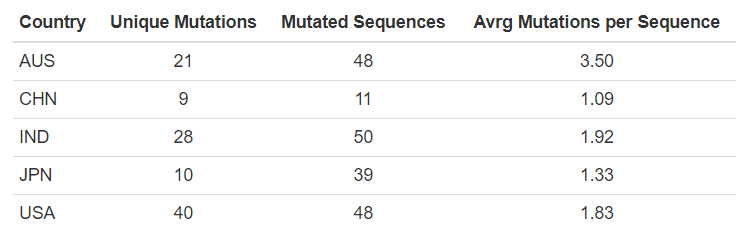 Country Unique Mutations Mutated Sequences Avrg Mutations per Sequence
AUS 21 48 3.50
CHN 9 11 1.09
IND 28 50 1.92
JPN 10 39 1.33
USA 40 48 1.83